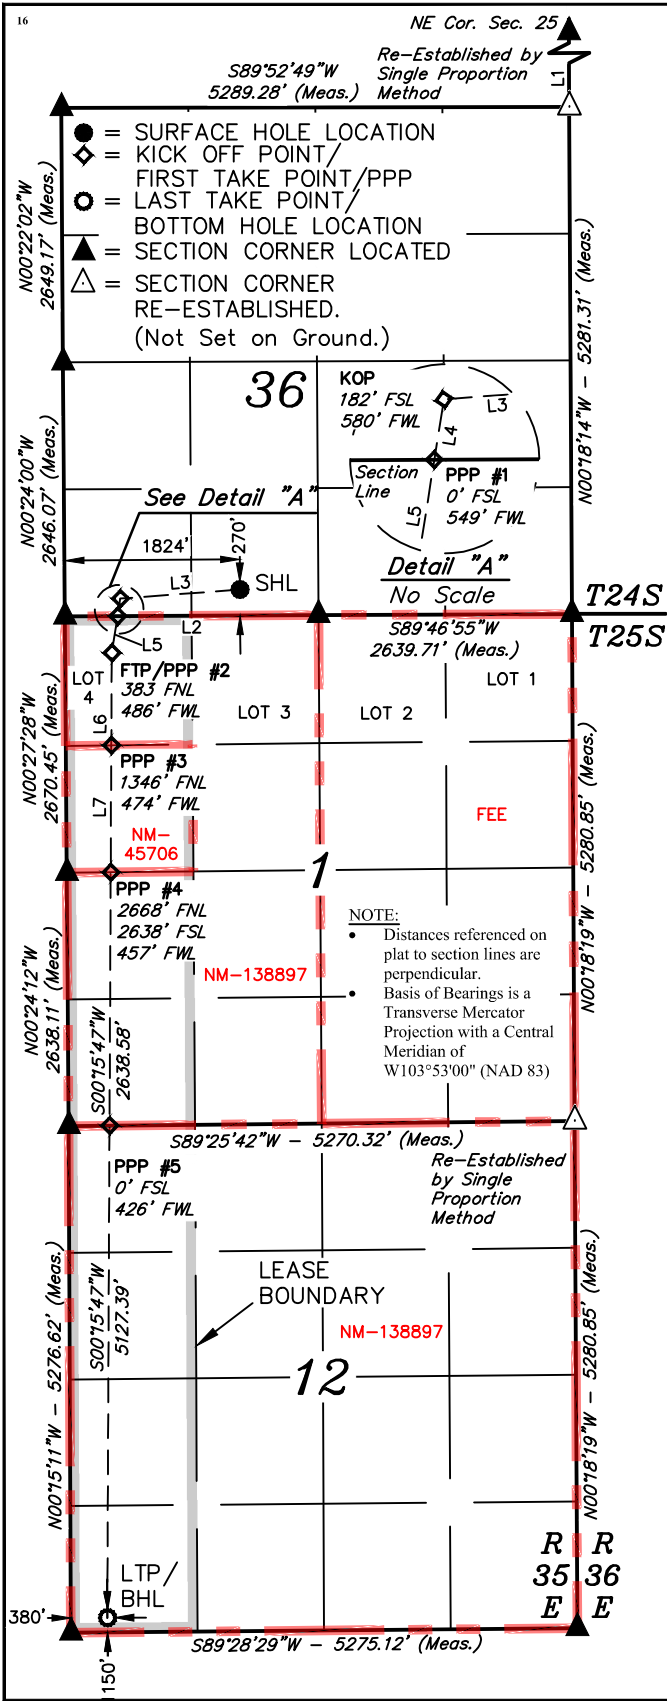 16
NE Cor. Sec. 25
Re-Established by
Single Proportion
Method
L1
S89°52'49"W
5289.28' (Meas.)
= SURFACE HOLE LOCATION
= KICK OFF POINT/
FIRST TAKE POINT/PPP
= LAST TAKE POINT/
BOTTOM HOLE LOCATION
= SECTION CORNER LOCATED
= SECTION CORNER
RE-ESTABLISHED.
(Not Set on Ground.)
N00°22'02"W
2649.17' (Meas.)
N00°18'14"W - 5281.31' (Meas.)
36
KOP
182' FSL
580' FWL
L3
L4
Section
Line
PPP #1
0' FSL
549' FWL
L5
Detail "A"
No Scale
N00°24'00"W
2646.07' (Meas.)
See Detail "A"
1824'
270'
L3
SHL
L2
L5
S89°46'55"W
2639.71' (Meas.)
T24S
T25S
LOT
4
FTP/PPP #2
383 FNL
486' FWL
LOT 3
LOT 2
LOT 1
L6
N00°27'28"W
2670.45' (Meas.)
PPP #3
1346' FNL
474' FWL
L7
NM-
45706
FEE
N00°18'19"W - 5280.85' (Meas.)
1
PPP #4
2668' FNL
2638' FSL
457' FWL
NM-138897
NOTE:
• Distances referenced on
plat to section lines are
perpendicular.
• Basis of Bearings is a
Transverse Mercator
Projection with a Central
Meridian of
W103°53'00" (NAD 83)
N00°24'12"W
2638.11' (Meas.)
S00°15'47"W
2638.58'
S89°25'42"W - 5270.32' (Meas.)
PPP #5
0' FSL
426' FWL
Re-Established
by Single
Proportion
Method
LEASE
BOUNDARY
NM-138897
N00°15'11"W - 5276.62' (Meas.)
S00°15'47"W
5127.39'
12
N00°18'19"W - 5280.85' (Meas.)
R R
35 36
E E
LTP/
BHL
380'
150'
S89°28'29"W - 5275.12' (Meas.)